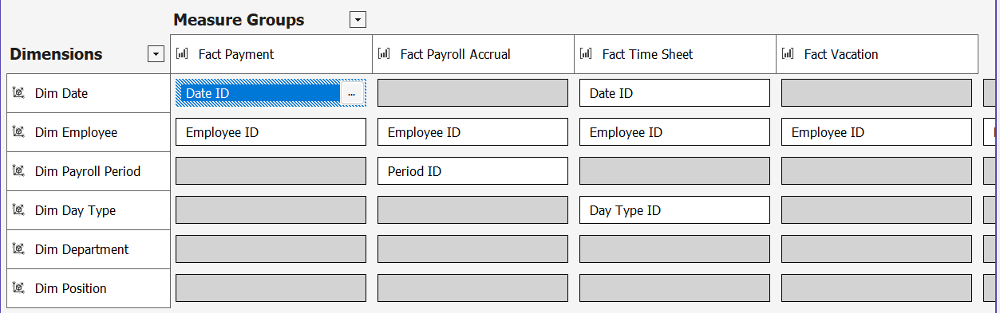 Measure Groups
Dimensions
Fact Payment
Fact Payroll Accrual
Fact Time Sheet
Fact Vacation
Dim Date
Date ID
...
Date ID
Dim Employee
Employee ID
Employee ID
Employee ID
Employee ID
Dim Payroll Period
Period ID
Dim Day Type
Day Type ID
Dim Department
Dim Position